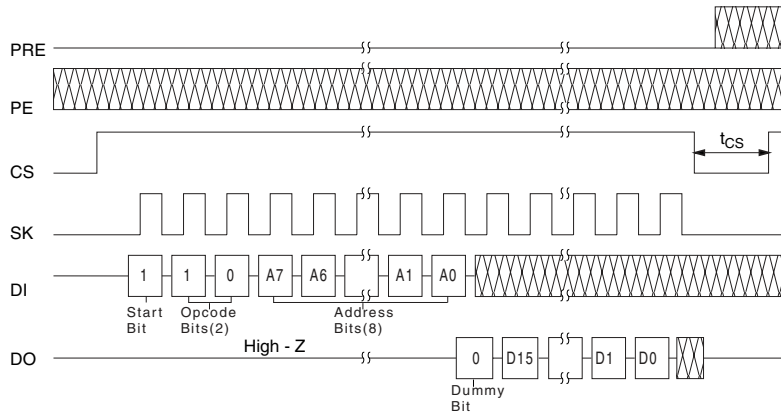 PRE
PE
CS
tCS
SK
DI
1 1 0 A7 A6 A1 A0
Start
Bit
Opcode
Bits(2)
Address
Bits(8)
DO
High - Z
0 D15 D1 D0
Dummy
Bit